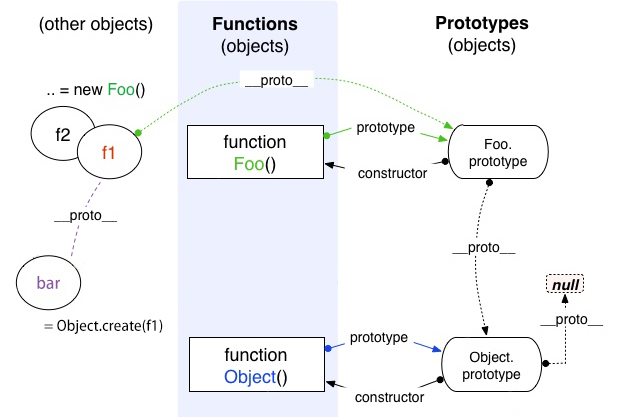 (other objects)
Functions
(objects)
Prototypes
(objects)
.. = new Foo()
__proto__
f2
f1
function
Foo()
prototype
constructor
Foo.
prototype
__proto__
__proto__
bar
null
= Object.create(f1)
__proto__
function
Object()
prototype
constructor
Object.
prototype